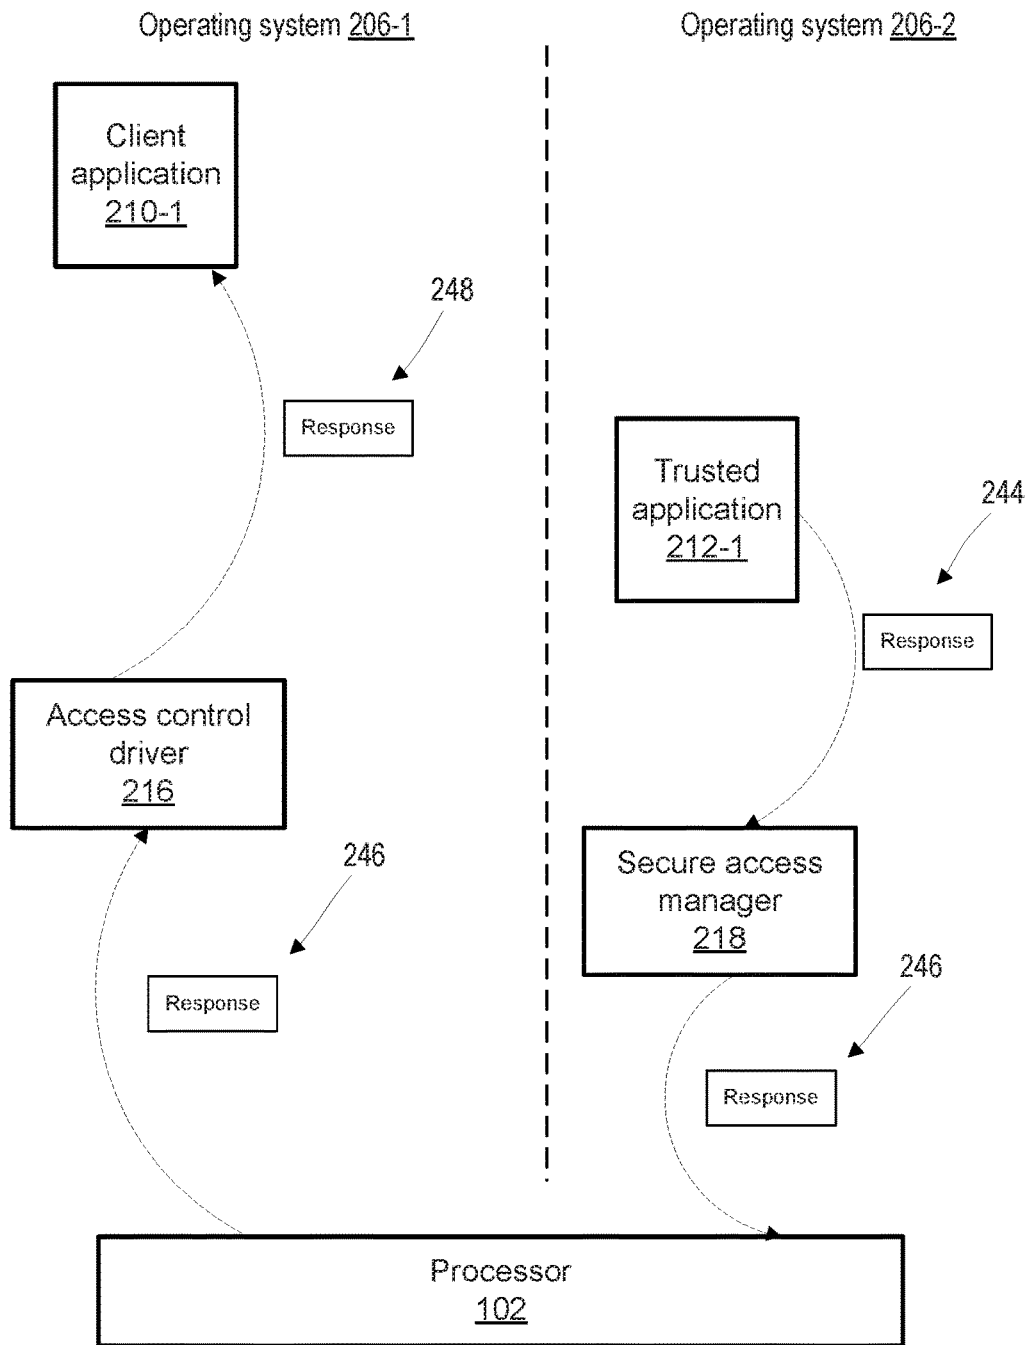 Operating system 206-1
Operating system 206-2
Client
application
210-1
248
Response
Trusted
application
212-1
244
Response
Access control
driver
216
Secure access
manager
218
246
Response
246
Response
Processor
102